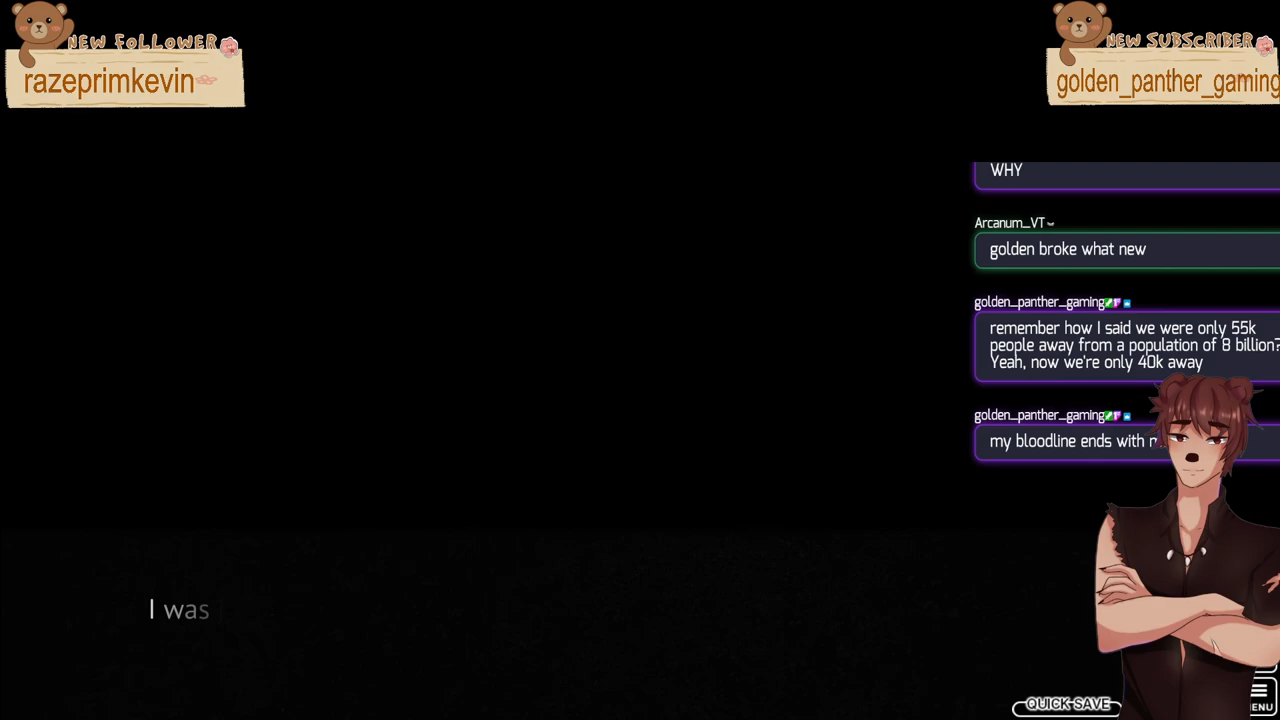 NEW FOLLOWER
razeprimkevin
NEW SUBSCRIBER
golden_panther_gaming
WHY
Arcanum_VT
golden broke what new
golden_panther_gaming
remember how I said we were only 55k
people away from a population of 8 billion?
Yeah, now we're only 40k away
golden_panther_gaming
my bloodline ends with
I was
QUICK SAVE